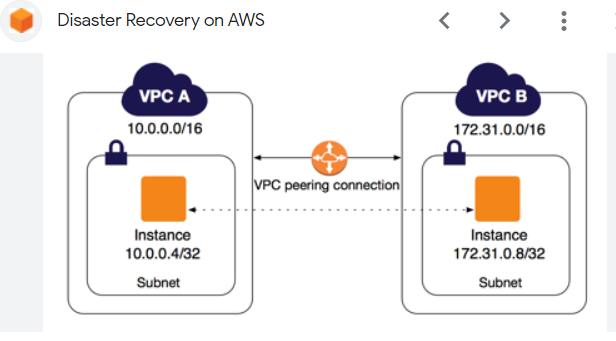 Disaster Recovery on AWS
VPC A
10.0.0.0/16
Instance
10.0.0.4/32
Subnet
VPC peering connection
VPC B
172.31.0.0/16
Instance
172.31.0.8/32
Subnet